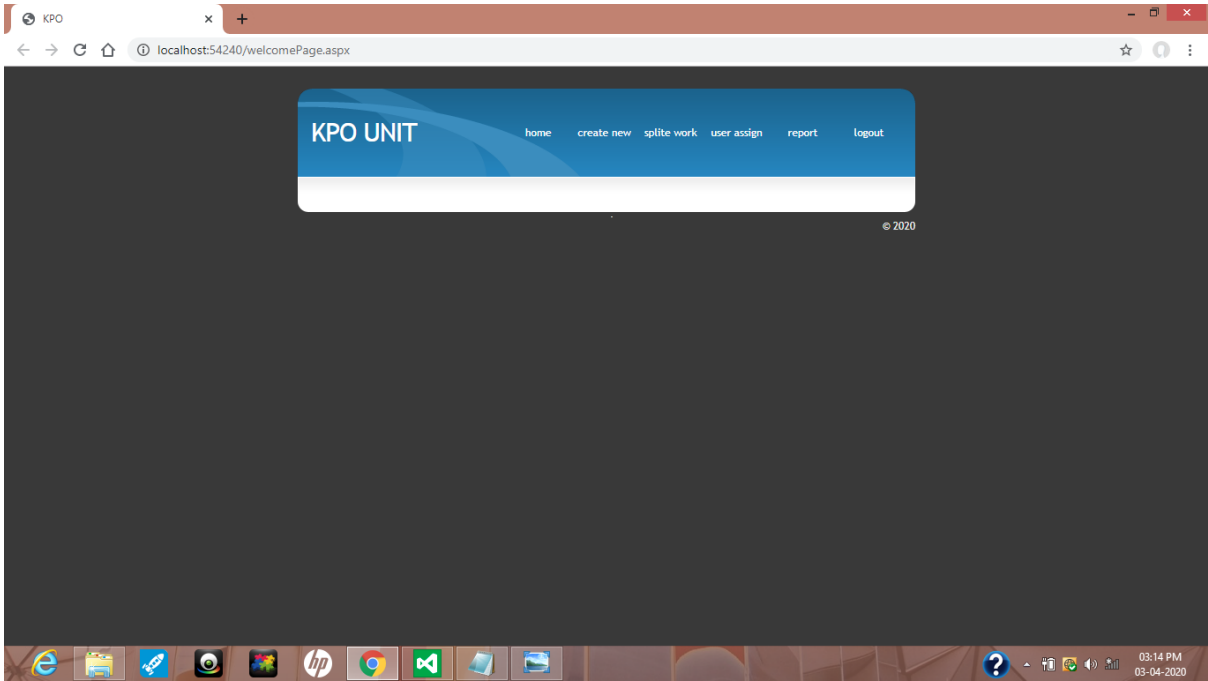 KPO
localhost:54240/welcomePage.aspx
KPO UNIT
home create new splite work user assign report logout
© 2020
hp
03:14 PM
03-04-2020